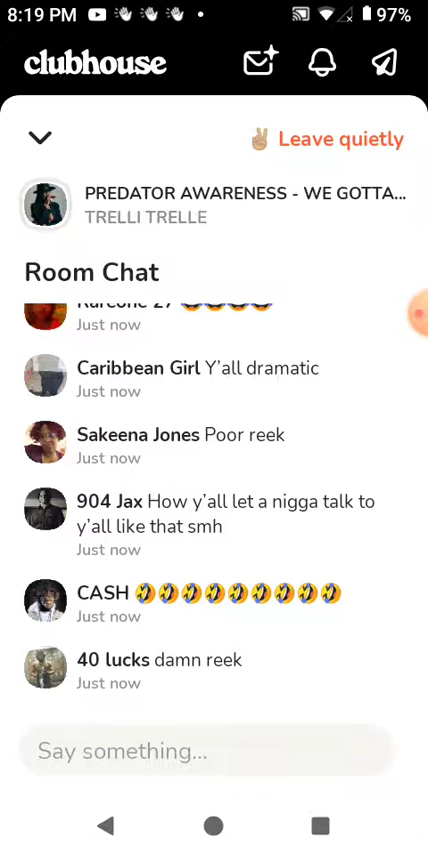 8:19 PM 97%
clubhouse
Leave quietly
PREDATOR AWARENESS - WE GOTTA...
TRELLI TRELLE
Room Chat
Just now
Caribbean Girl Y’all dramatic
Just now
Sakeena Jones Poor reek
Just now
904 Jax How y’all let a nigga talk to
y’all like that smh
Just now
CASH 🤣🤣🤣🤣🤣🤣🤣🤣🤣
Just now
40 lucks damn reek
Just now
Say something...